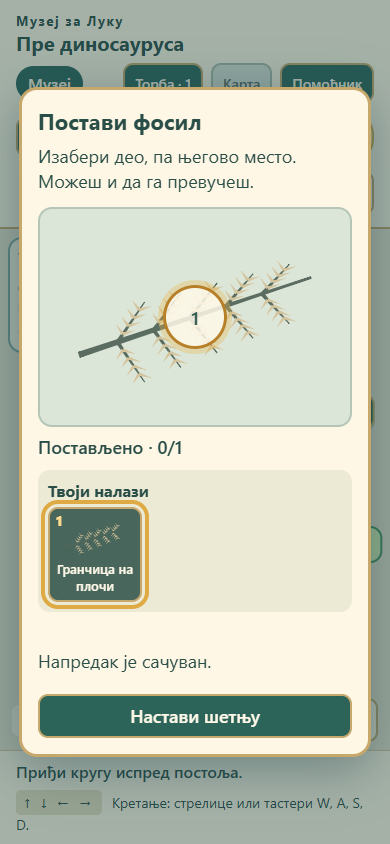 Музеј за Луку
Пре диносауруса
Музеј
Торба · 1
Карта
Помоћник
Постави фосил
Изабери део, па његово место.
Можеш и да га превучеш.
1
Постављено · 0/1
Твоји налази
1
Гранчица на
плочи
Напредак је сачуван.
Настави шетњу
Приђи кругу испред постоља.
↑ ↓ ← → Кретање: стрелице или тастери W, A, S,
D.